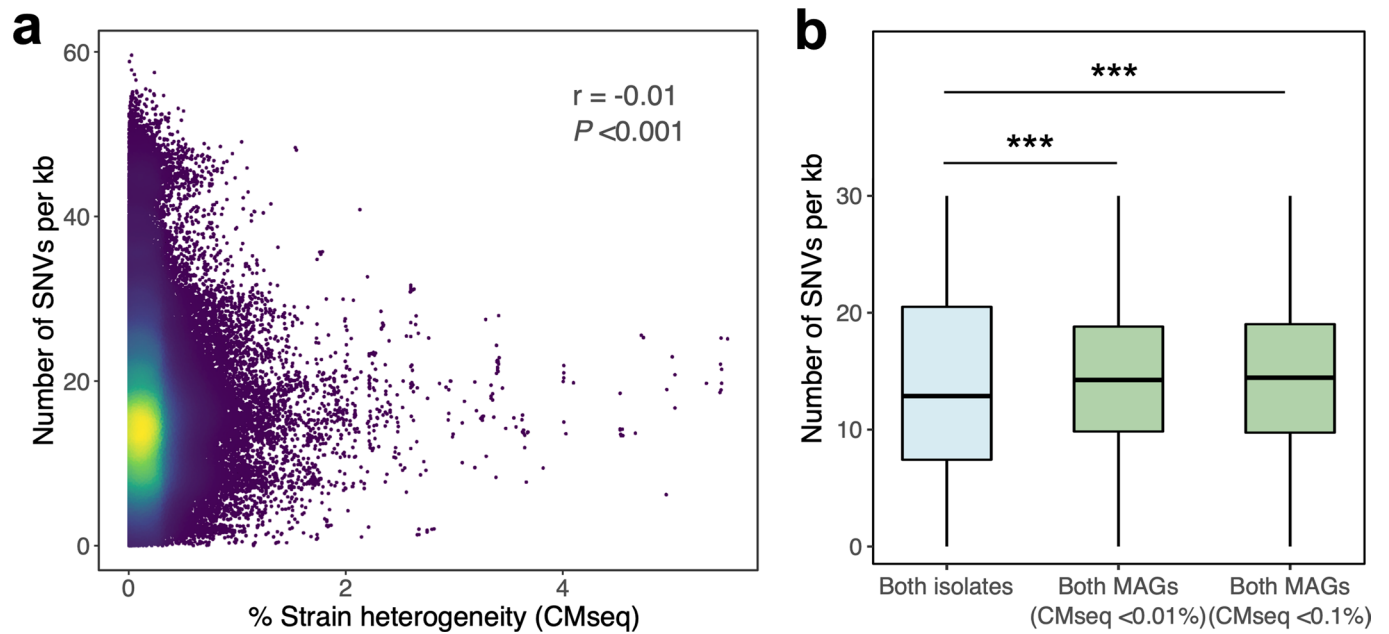 a
Number of SNVs per kb
60
40
20
0
r = -0.01
P <0.001
0 2 4
% Strain heterogeneity (CMseq)
b
Number of SNVs per kb
30
20
10
0
***
***
Both isolates
Both MAGs
(CMseq <0.01%)
Both MAGs
(CMseq <0.1%)